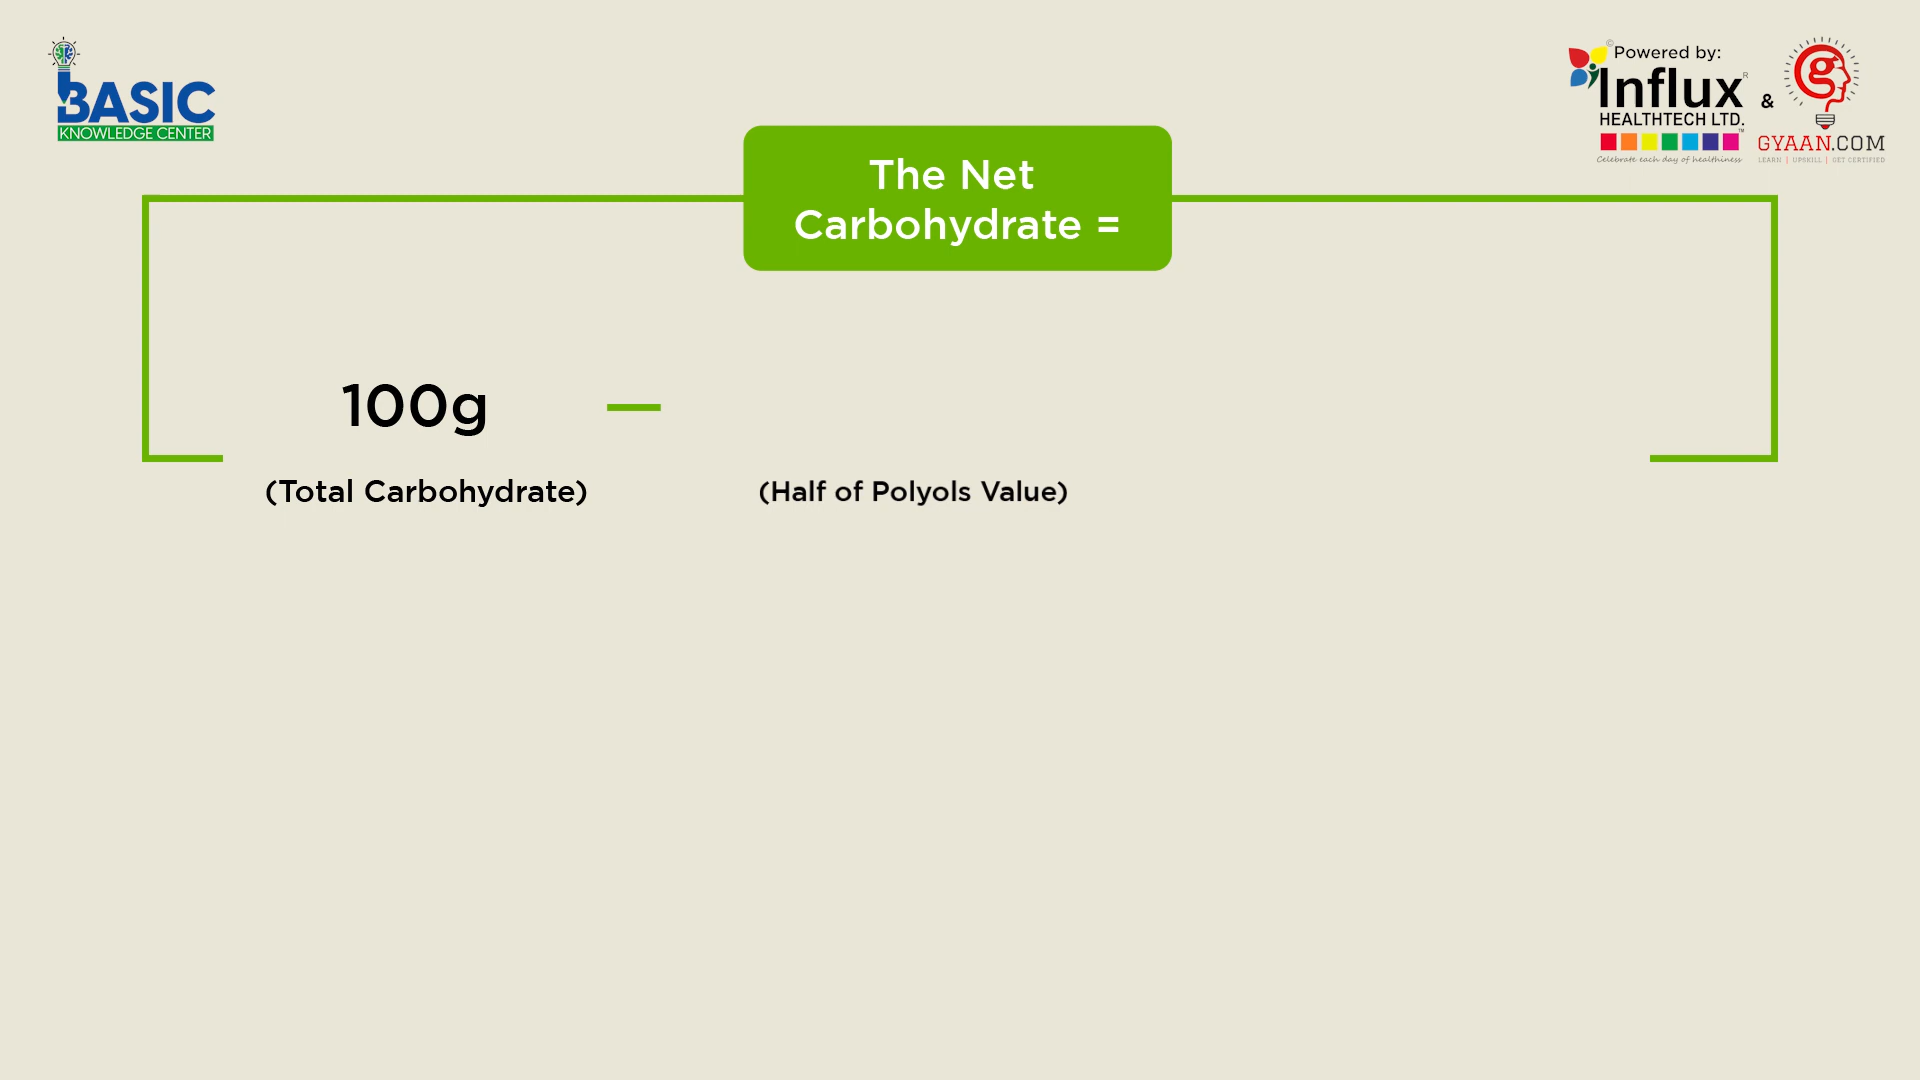 BASIC
KNOWLEDGE CENTER
Powered by:
Influx
HEALTHTECH LTD.
Celebrate each day of healthiness
&
GYAAN.COM
LEARN | UPSKILL | GET CERTIFIED
The Net
Carbohydrate =
100g —
(Total Carbohydrate) (Half of Polyols Value)